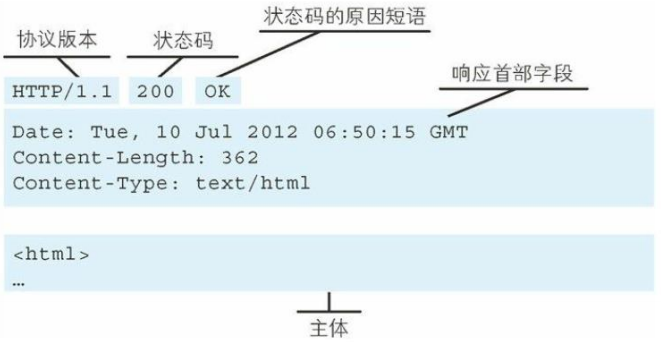 状态码的原因短语
协议版本 状态码
HTTP/1.1 200 OK
响应首部字段
Date: Tue, 10 Jul 2012 06:50:15 GMT
Content-Length: 362
Content-Type: text/html
<html>
…
主体